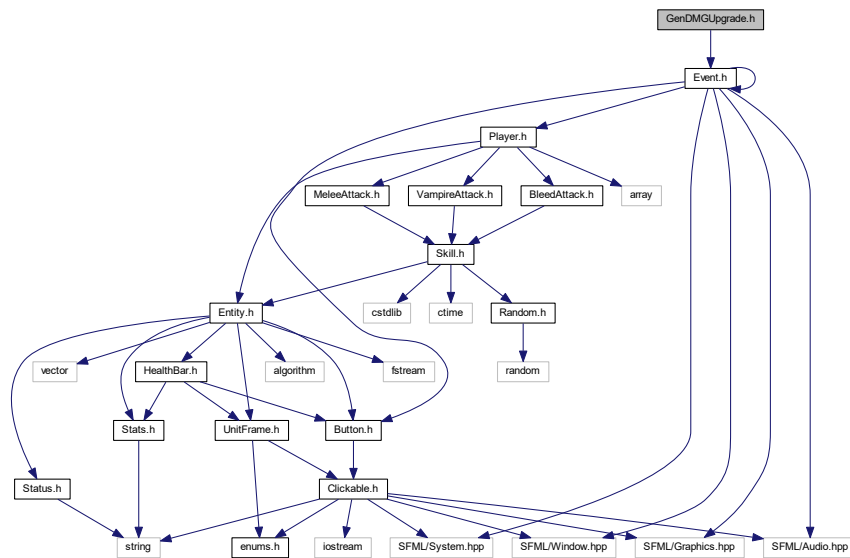 GenDMGUpgrade.h
Event.h
Player.h
MeleeAttack.h
VampireAttack.h
BleedAttack.h
array
Skill.h
Entity.h
cstdlib
ctime
Random.h
vector
HealthBar.h
algorithm
fstream
random
Stats.h
UnitFrame.h
Button.h
Status.h
Clickable.h
string
enums.h
iostream
SFML/System.hpp
SFML/Window.hpp
SFML/Graphics.hpp
SFML/Audio.hpp